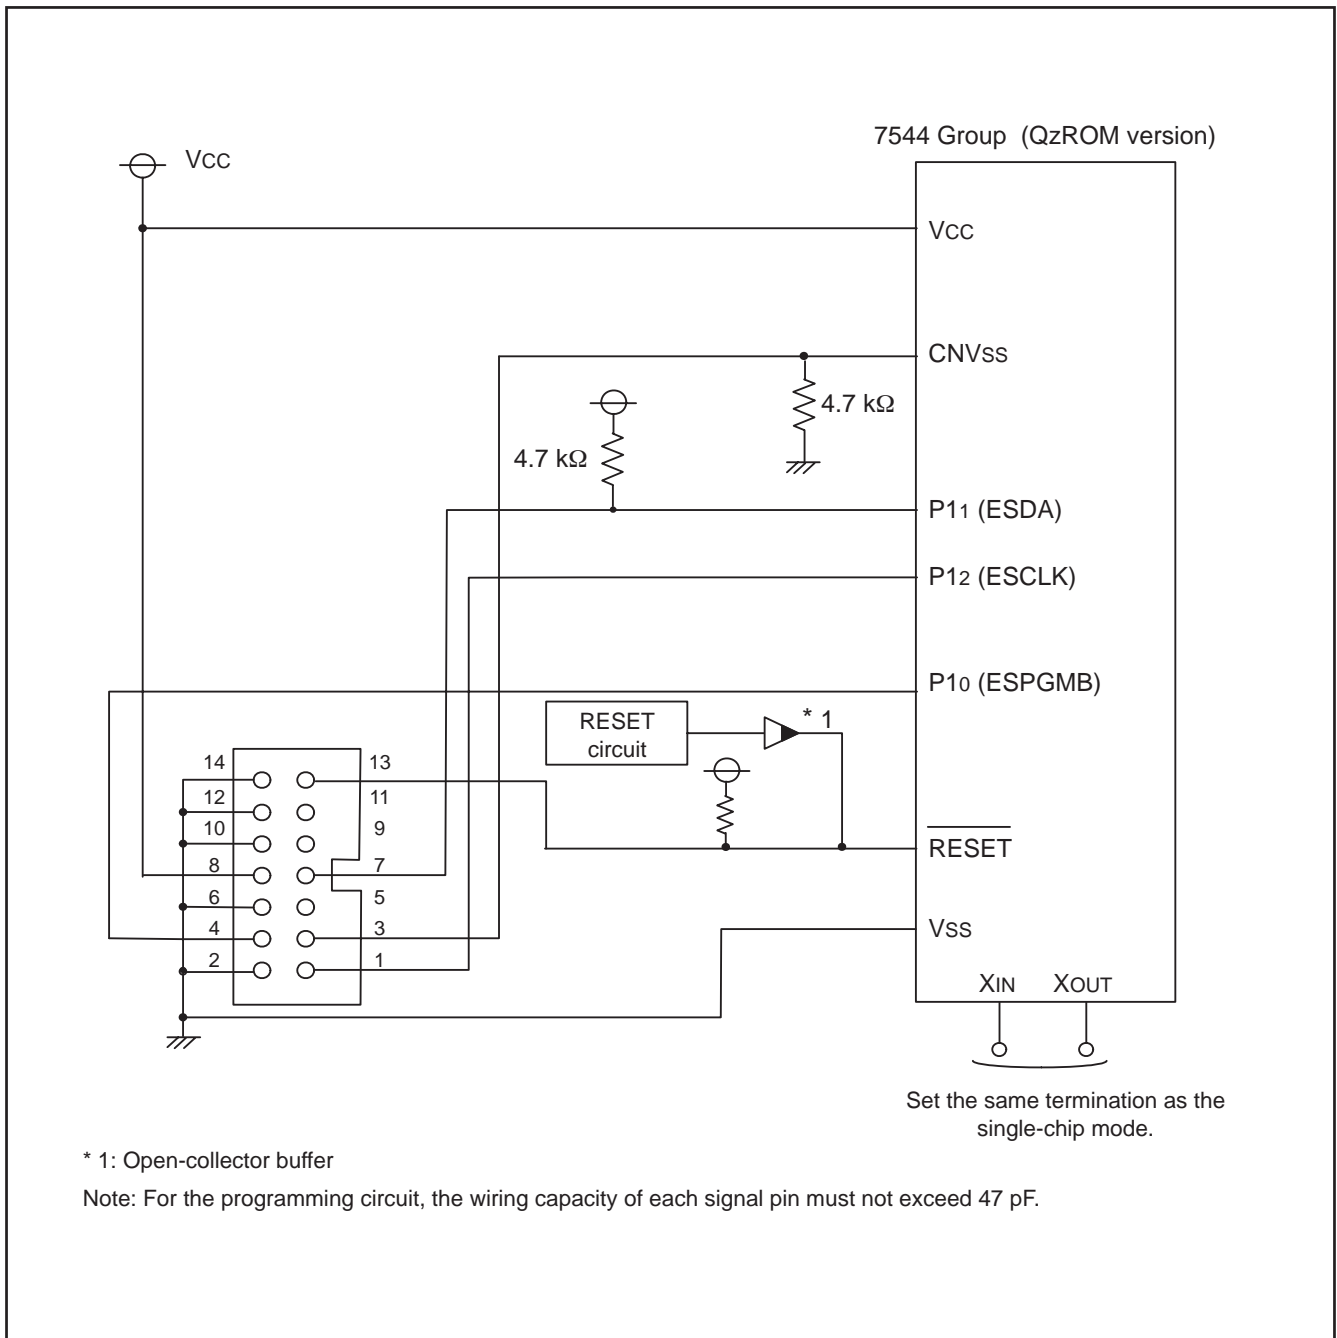 7544 Group (QzROM version)
VCC
VCC
CNVSS
4.7 kΩ
4.7 kΩ
P11 (ESDA)
P12 (ESCLK)
P10 (ESPGMB)
RESET
circuit
* 1
14
13
12
11
10
9
8
7
6
5
4
3
2
1
RESET
VSS
XIN XOUT
Set the same termination as the
single-chip mode.
* 1: Open-collector buffer
Note: For the programming circuit, the wiring capacity of each signal pin must not exceed 47 pF.